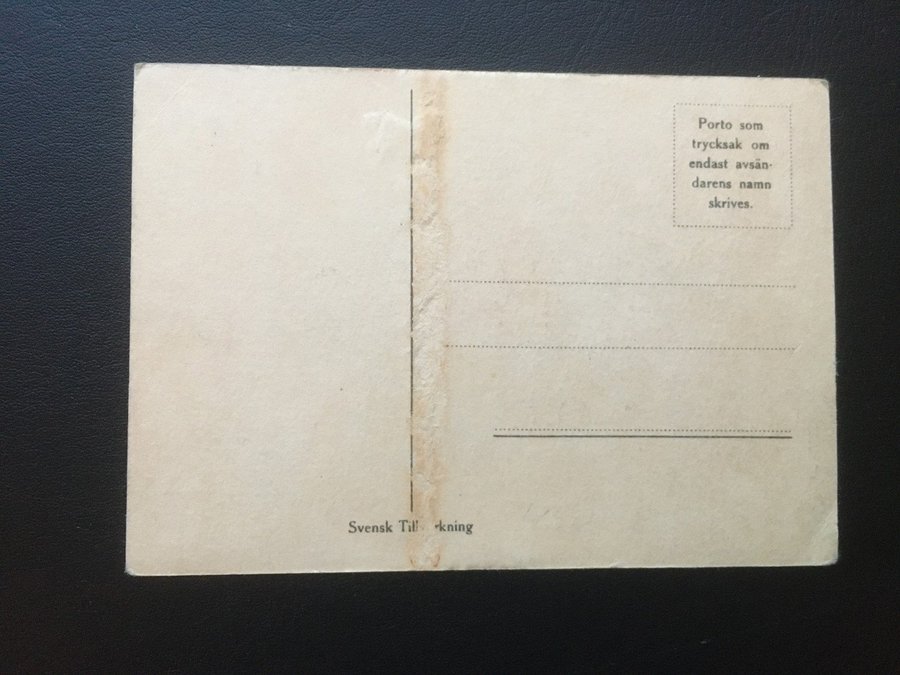 Porto som
trycksak om
endast avsän-
darens namn
skrives.
Svensk